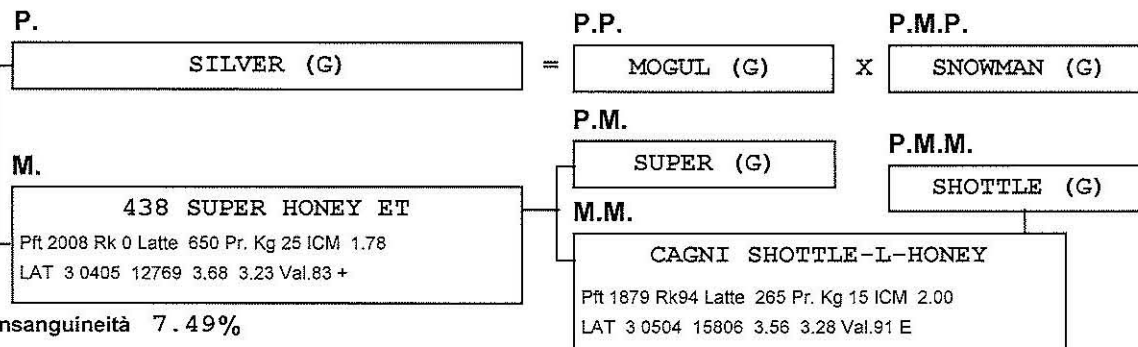 P.
P.P.
P.M.P.
SILVER (G)
=
MOGUL (G)
X
SNOWMAN (G)
P.M.
SUPER (G)
P.M.M.
SHOTTLE (G)
M.
438 SUPER HONEY ET
Pft 2008 Rk 0 Latte 650 Pr. Kg 25 ICM 1.78
LAT 3 0405 12769 3.68 3.23 Val.83 +
M.M.
CAGNI SHOTTLE-L-HONEY
Pft 1879 Rk94 Latte 265 Pr. Kg 15 ICM 2.00
LAT 3 0504 15806 3.56 3.28 Val.91 E
nsanguineità 7.49%